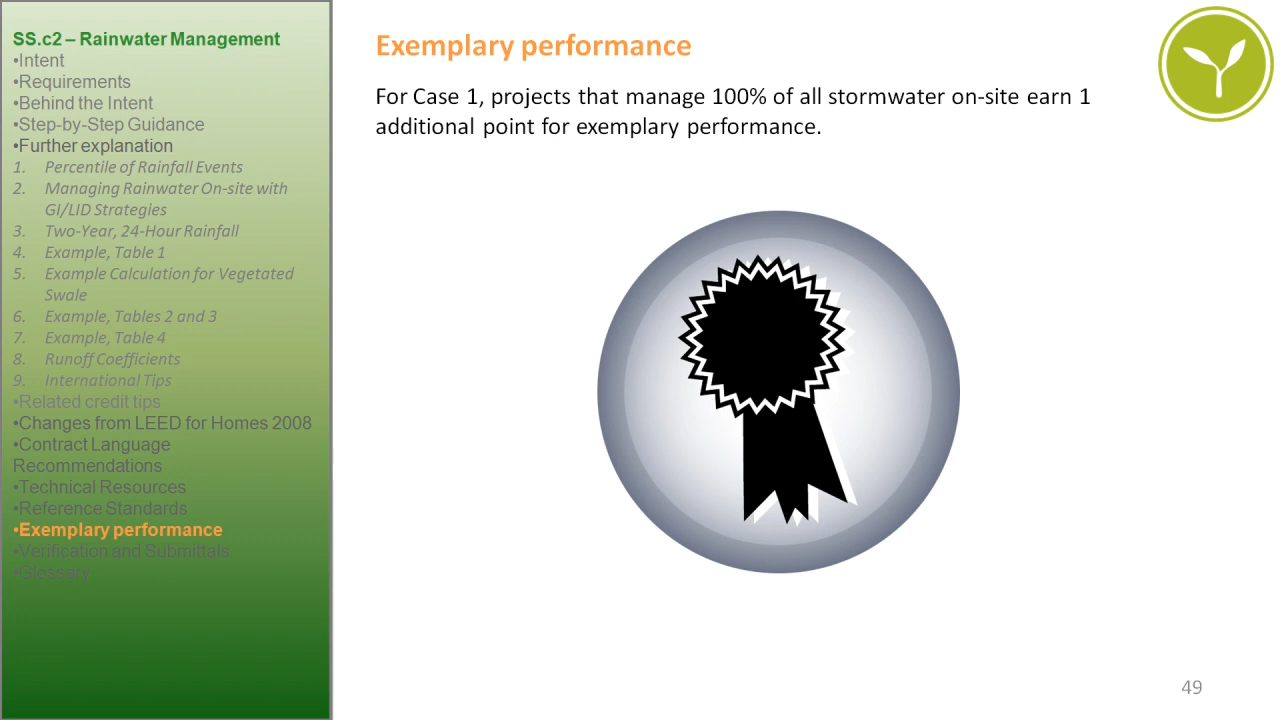 SS.c2 – Rainwater Management
•Intent
•Requirements
•Behind the Intent
•Step-by-Step Guidance
•Further explanation
1. Percentile of Rainfall Events
2. Managing Rainwater On-site with
GI/LID Strategies
3. Two-Year, 24-Hour Rainfall
4. Example, Table 1
5. Example Calculation for Vegetated
Swale
6. Example, Tables 2 and 3
7. Example, Table 4
8. Runoff Coefficients
9. International Tips
•Related credit tips
•Changes from LEED for Homes 2008
•Contract Language
Recommendations
•Technical Resources
•Reference Standards
•Exemplary performance
•Verification and Submittals
•Glossary
Exemplary performance
For Case 1, projects that manage 100% of all stormwater on-site earn 1
additional point for exemplary performance.
49